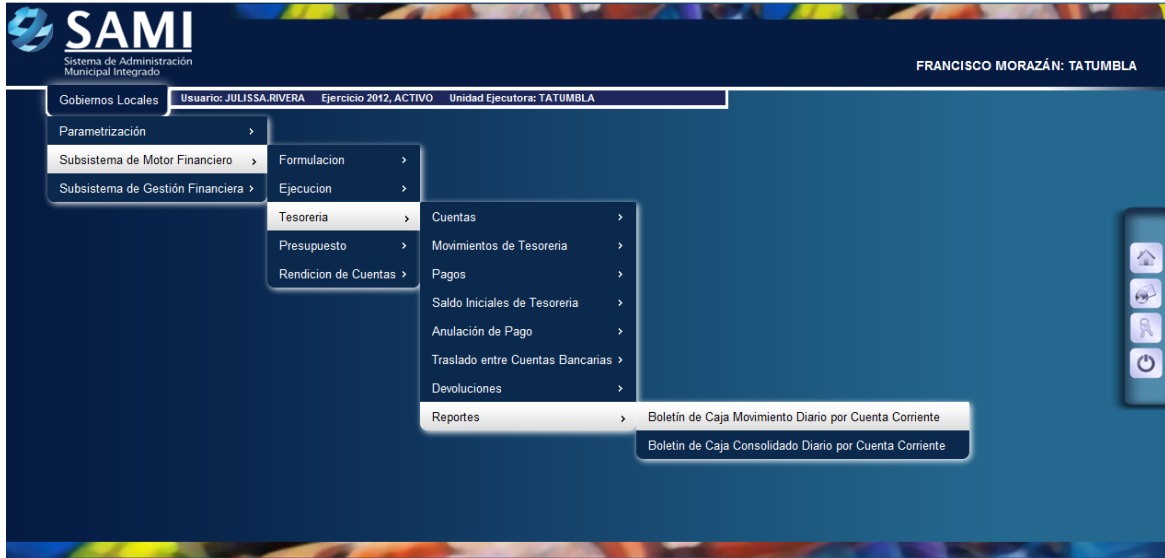 SAMI
Sistema de Administración
Municipal Integrado
FRANCISCO MORAZÁN: TATUMBLA
Gobiernos Locales
Usuario: JULISSA.RIVERA Ejercicio 2012, ACTIVO Unidad Ejecutora: TATUMBLA
Parametrización
Subsistema de Motor Financiero
Subsistema de Gestión Financiera
Formulacion
Ejecucion
Tesoreria
Presupuesto
Rendicion de Cuentas
Cuentas
Movimientos de Tesoreria
Pagos
Saldo Iniciales de Tesoreria
Anulación de Pago
Traslado entre Cuentas Bancarias
Devoluciones
Reportes
Boletín de Caja Movimiento Diario por Cuenta Corriente
Boletin de Caja Consolidado Diario por Cuenta Corriente